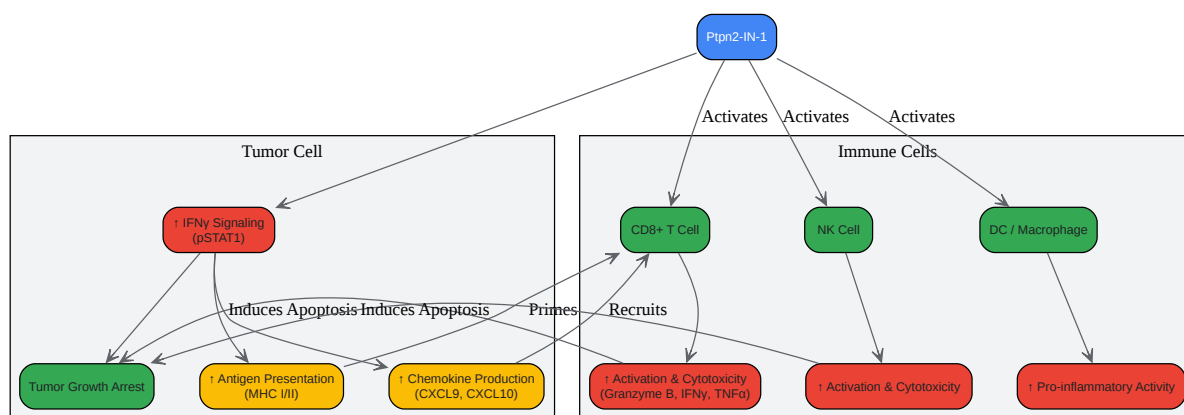 Ptpn2-IN-1
Activates
Activates
Activates
Tumor Cell
Immune Cells
↑ IFNγ Signaling
(pSTAT1)
CD8+ T Cell
NK Cell
DC / Macrophage
Induces Apoptosis
Induces Apoptosis
Primes
Recruits
Tumor Growth Arrest
↑ Antigen Presentation
(MHC I/II)
↑ Chemokine Production
(CXCL9, CXCL10)
↑ Activation & Cytotoxicity
(Granzyme B, IFNγ, TNFα)
↑ Activation & Cytotoxicity
↑ Pro-inflammatory Activity